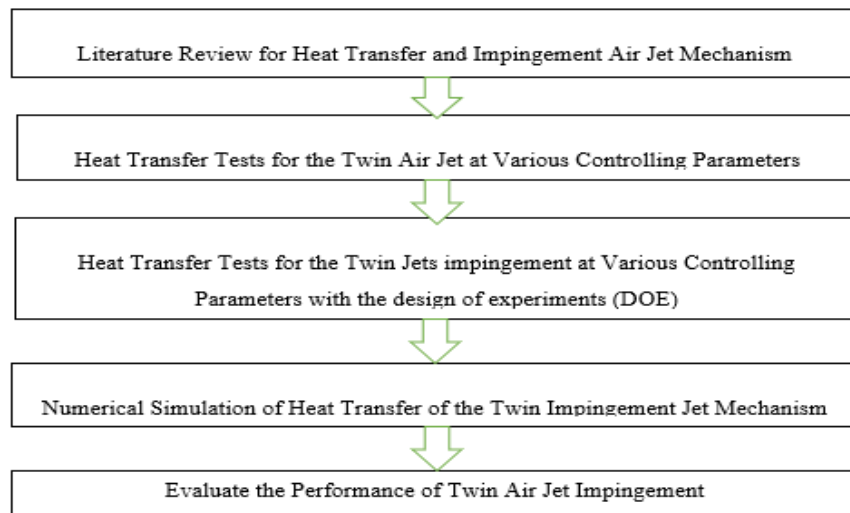 Literature Review for Heat Transfer and Impingement Air Jet Mechanism
Heat Transfer Tests for the Twin Air Jet at Various Controlling Parameters
Heat Transfer Tests for the Twin Jets impingement at Various Controlling
Parameters with the design of experiments (DOE)
Numerical Simulation of Heat Transfer of the Twin Impingement Jet Mechanism
Evaluate the Performance of Twin Air Jet Impingement